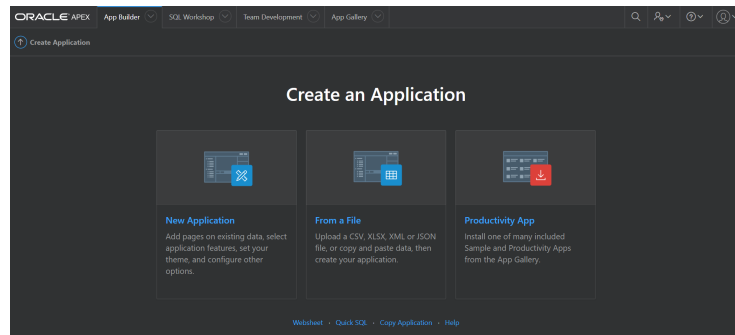 ORACLE APEX App Builder SQL Workshop Team Development App Gallery
Create Application
Create an Application
New Application
Add pages on existing data, select
application features, set your
theme, and configure other
options.
From a File
Upload a CSV, XLSX, XML or JSON
file, or copy and paste data, then
create your application.
Productivity App
Install one of many included
Sample and Productivity Apps
from the App Gallery.
Websheet · Quick SQL · Copy Application · Help